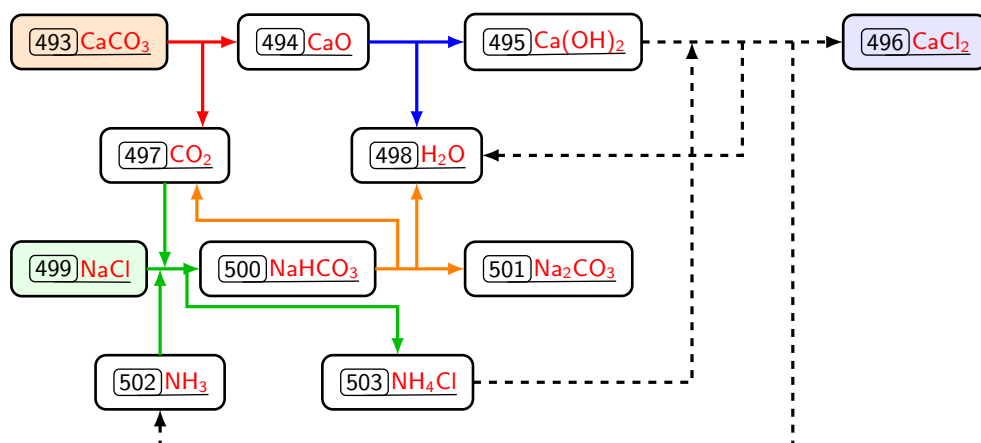 493 CaCO₃
494 CaO
495 Ca(OH)₂
496 CaCl₂
497 CO₂
498 H₂O
499 NaCl
500 NaHCO₃
501 Na₂CO₃
502 NH₃
503 NH₄Cl